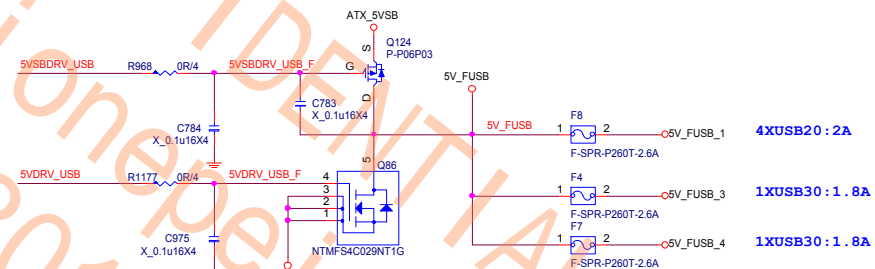 ATX_5VSB
Q124
P-P06P03
S
G
D
5VSBDRV_USB
R968
0R/4
5VSBDRV_USB_F
C783
X_0.1u16X4
C784
X_0.1u16X4
5V_FUSB
5V_FUSB
F8
1
2
5V_FUSB_1
4XUSB20:2A
F-SPR-P260T-2.6A
5VDRV_USB
R1177
0R/4
5VDRV_USB_F
5
Q86
4
3
2
1
NTMFS4C029NT1G
C975
X_0.1u16X4
F4
1
2
5V_FUSB_3
1XUSB30:1.8A
F-SPR-P260T-2.6A
F7
1
2
5V_FUSB_4
1XUSB30:1.8A
F-SPR-P260T-2.6A